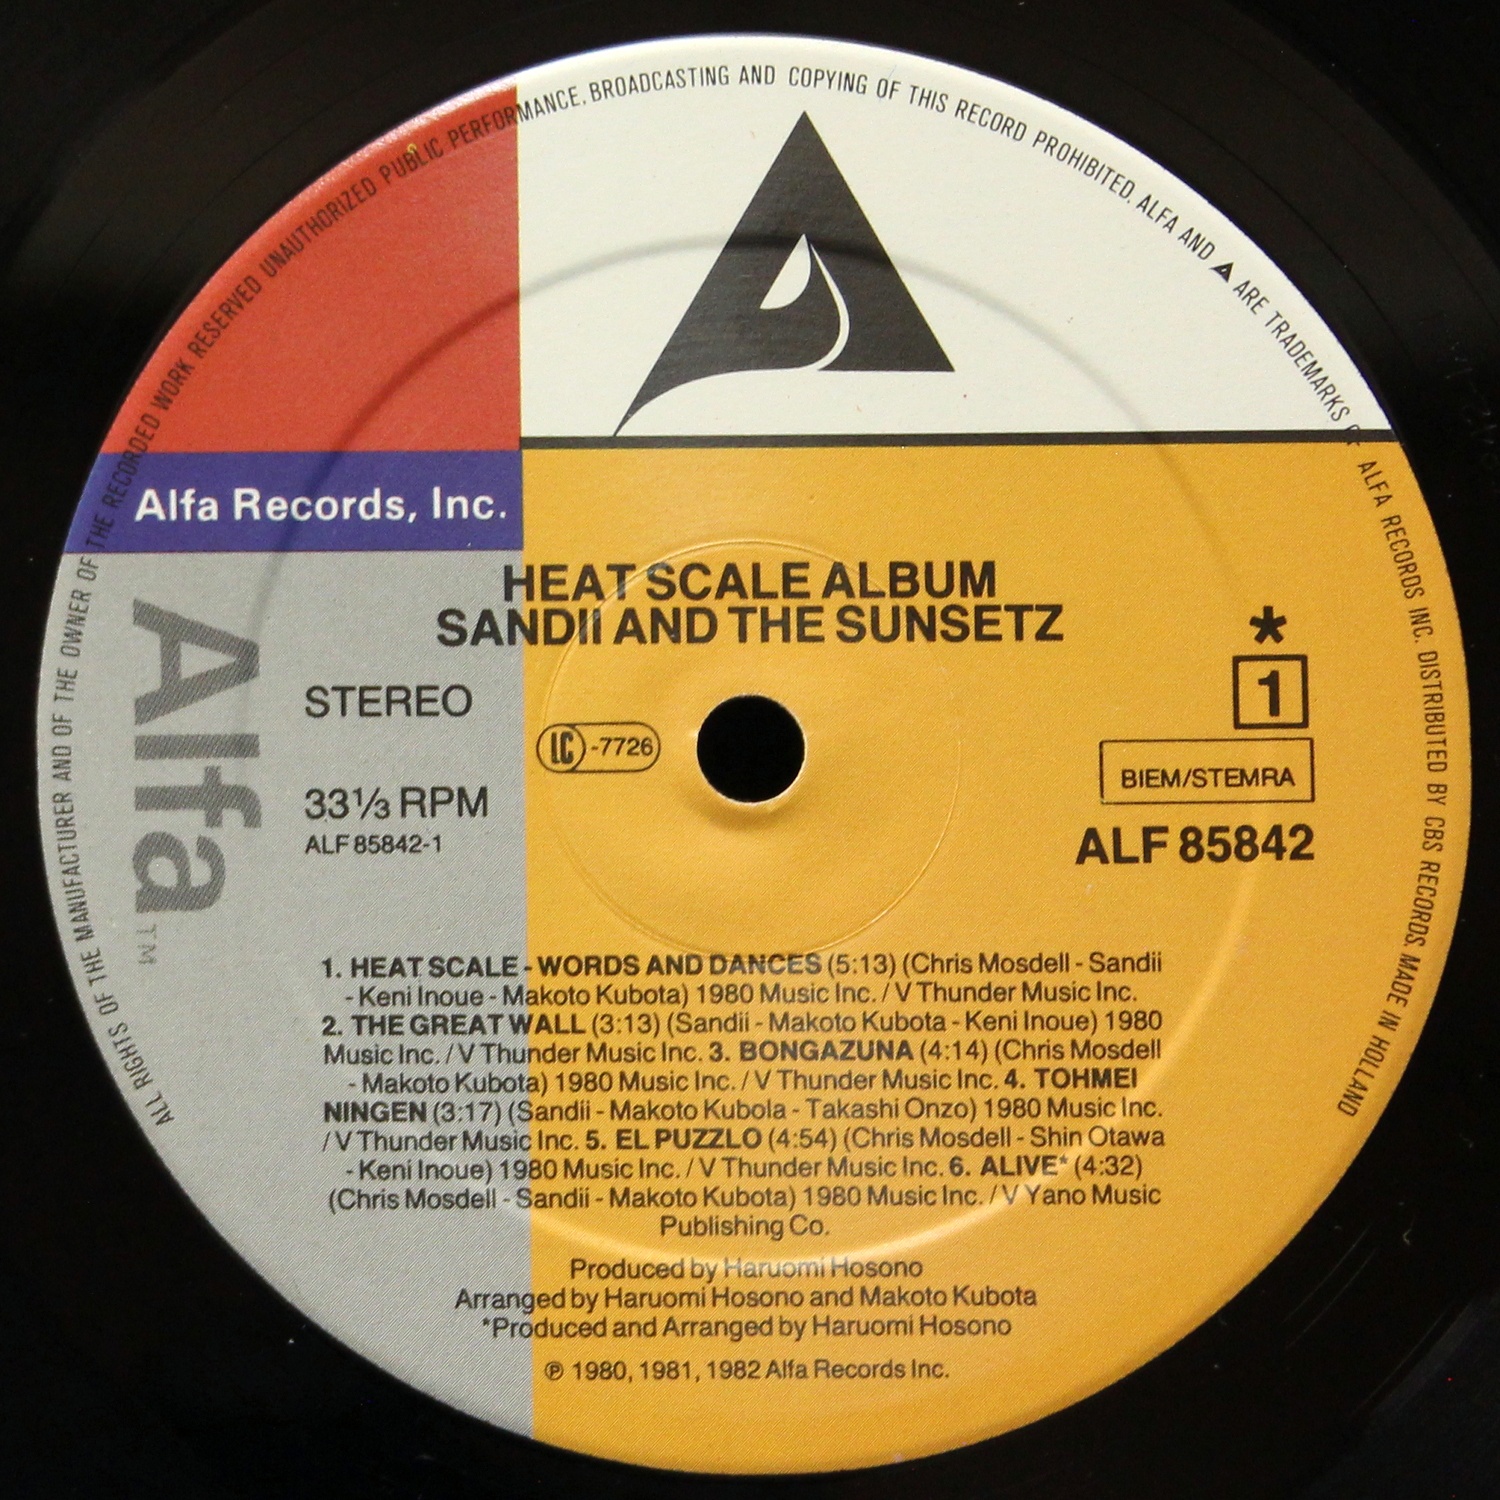 ALL RIGHTS OF THE MANUFACTURER AND OF THE OWNER OF THE RECORDED WORK RESERVED UNAUTHORIZED PUBLIC PERFORMANCE, BROADCASTING AND COPYING OF THIS RECORD PROHIBITED. ALFA AND ▲ ARE TRADEMARKS OF ALFA RECORDS INC. DISTRIBUTED BY CBS RECORDS. MADE IN HOLLAND
Alfa Records, Inc.
Alfa™
HEAT SCALE ALBUM
SANDII AND THE SUNSETZ
*
STEREO
1
LC-7726
BIEM/STEMRA
33⅓ RPM
ALF 85842-1
ALF 85842
1. HEAT SCALE - WORDS AND DANCES (5:13) (Chris Mosdell - Sandii
- Keni Inoue - Makoto Kubota) 1980 Music Inc. / V Thunder Music Inc.
2. THE GREAT WALL (3:13) (Sandii - Makoto Kubota - Keni Inoue) 1980
Music Inc. / V Thunder Music Inc. 3. BONGAZUNA (4:14) (Chris Mosdell
- Makoto Kubota) 1980 Music Inc. / V Thunder Music Inc. 4. TOHMEI
NINGEN (3:17) (Sandii - Makoto Kubola - Takashi Onzo) 1980 Music Inc.
/ V Thunder Music Inc. 5. EL PUZZLO (4:54) (Chris Mosdell - Shin Otawa
- Keni Inoue) 1980 Music Inc. / V Thunder Music Inc. 6. ALIVE* (4:32)
(Chris Mosdell - Sandii - Makoto Kubota) 1980 Music Inc. / V Yano Music
Publishing Co.
Produced by Haruomi Hosono
Arranged by Haruomi Hosono and Makoto Kubota
*Produced and Arranged by Haruomi Hosono
℗ 1980, 1981, 1982 Alfa Records Inc.